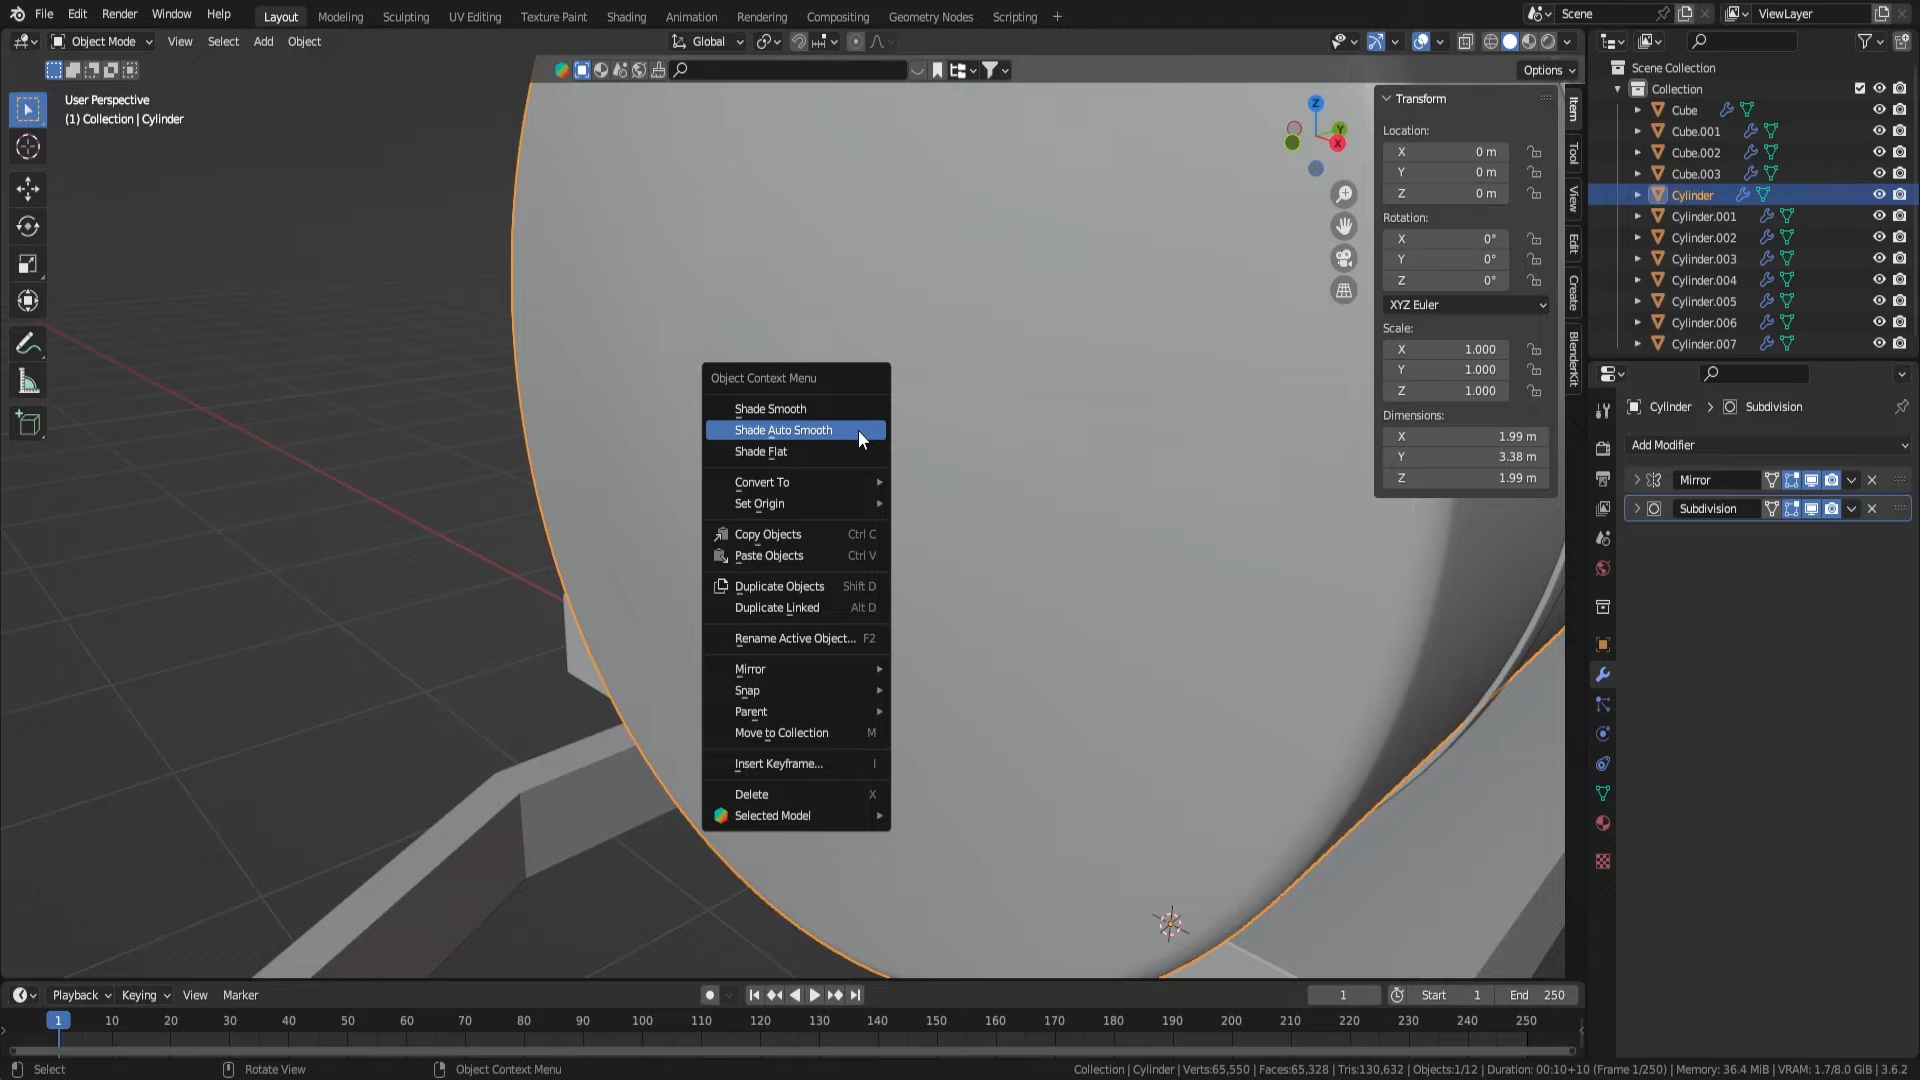 File Edit Render Window Help Layout Modeling Sculpting UV Editing Texture Paint Shading Animation Rendering Compositing Geometry Nodes Scripting + Scene ViewLayer
Object Mode View Select Add Object Global
Options
User Perspective
(1) Collection | Cylinder
Z
Y
X
Transform
Location:
X 0 m
Y 0 m
Z 0 m
Rotation:
X 0°
Y 0°
Z 0°
XYZ Euler
Scale:
X 1.000
Y 1.000
Z 1.000
Dimensions:
X 1.99 m
Y 3.38 m
Z 1.99 m
Item
Tool
View
Edit
Create
BlenderKit
Object Context Menu
Shade Smooth
Shade Auto Smooth
Shade Flat
Convert To
Set Origin
Copy Objects Ctrl C
Paste Objects Ctrl V
Duplicate Objects Shift D
Duplicate Linked Alt D
Rename Active Object... F2
Mirror
Snap
Parent
Move to Collection M
Insert Keyframe... I
Delete X
Selected Model
Scene Collection
Collection
Cube
Cube.001
Cube.002
Cube.003
Cylinder
Cylinder.001
Cylinder.002
Cylinder.003
Cylinder.004
Cylinder.005
Cylinder.006
Cylinder.007
Cylinder > Subdivision
Add Modifier
Mirror
Subdivision
Playback Keying View Marker 1 Start 1 End 250
1 10 20 30 40 50 60 70 80 90 100 110 120 130 140 150 160 170 180 190 200 210 220 230 240 250
Select Rotate View Object Context Menu Collection | Cylinder | Verts:65,550 | Faces:65,328 | Tris:130,632 | Objects:1/12 | Duration: 00:10+10 (Frame 1/250) | Memory: 36.4 MiB | VRAM: 1.7/8.0 GiB | 3.6.2